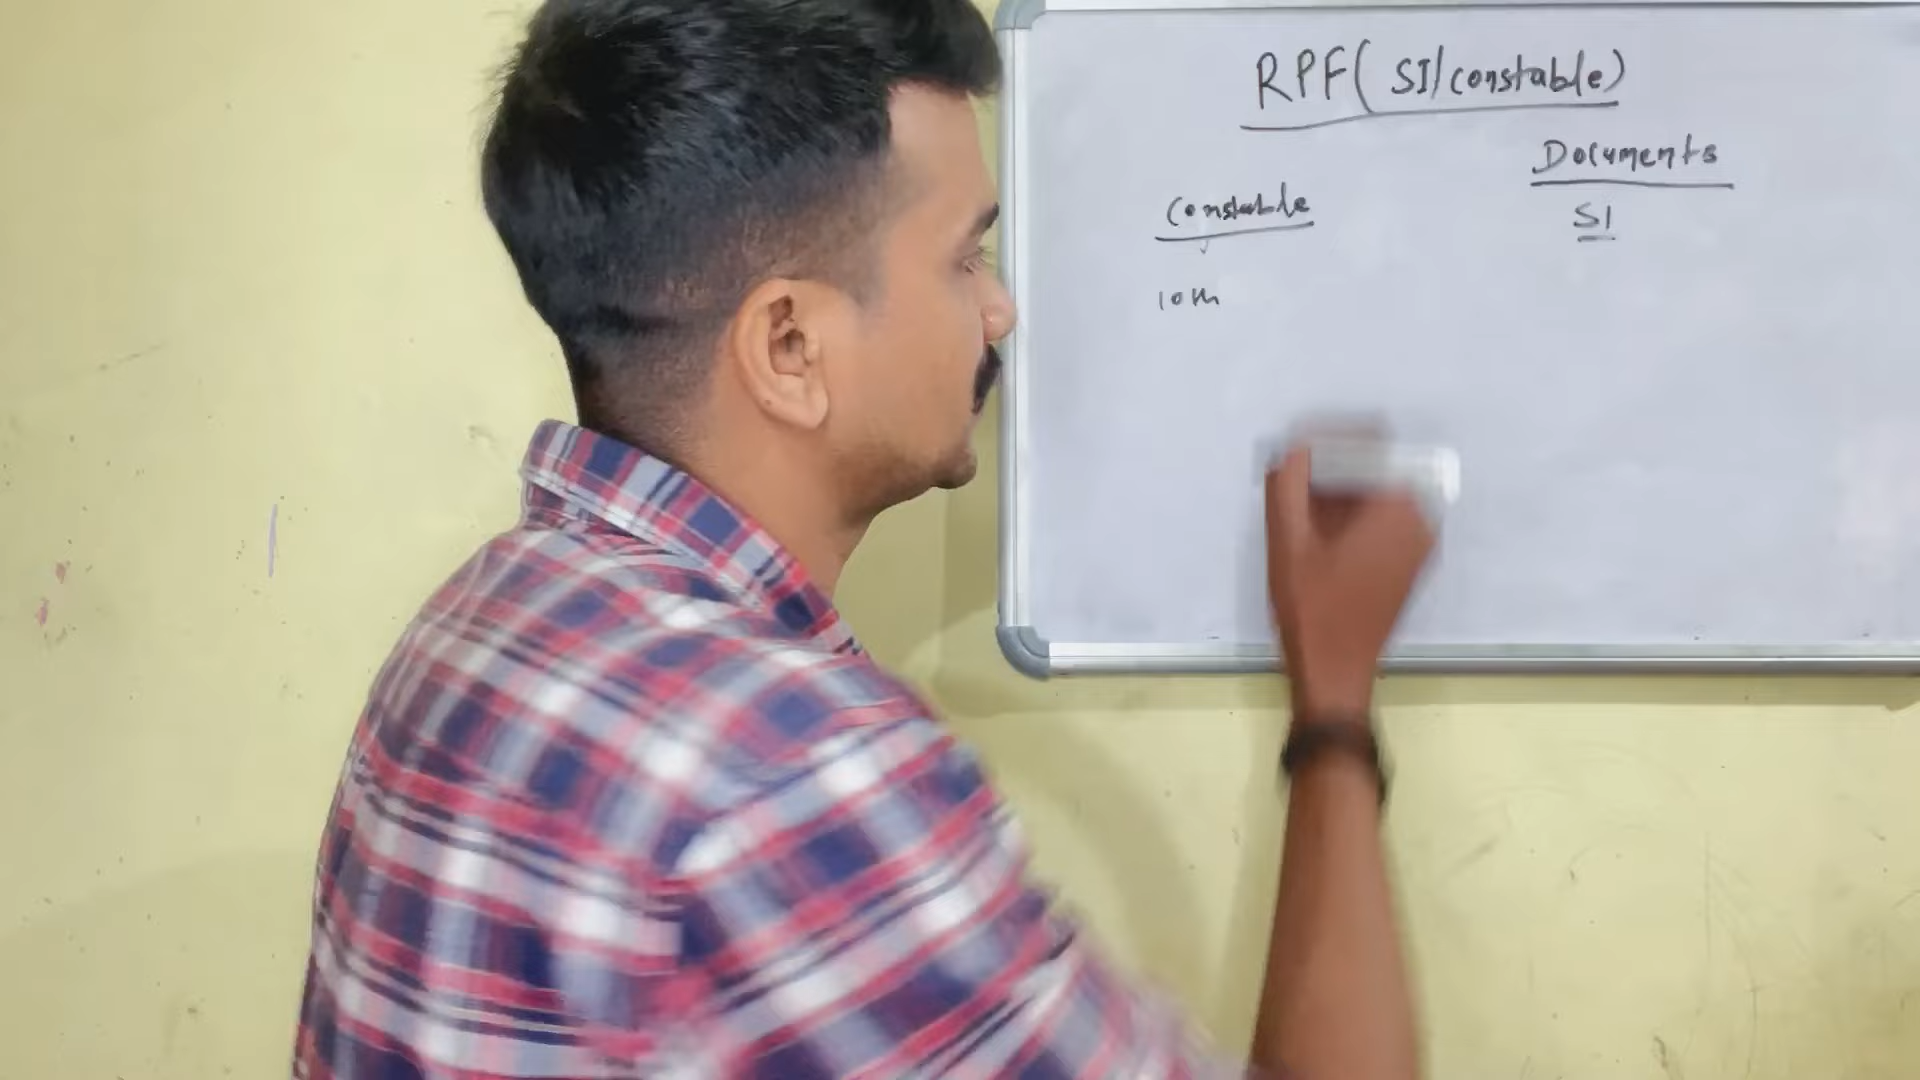 RPF( SI/constable)
Documents
Constable
SI
10th